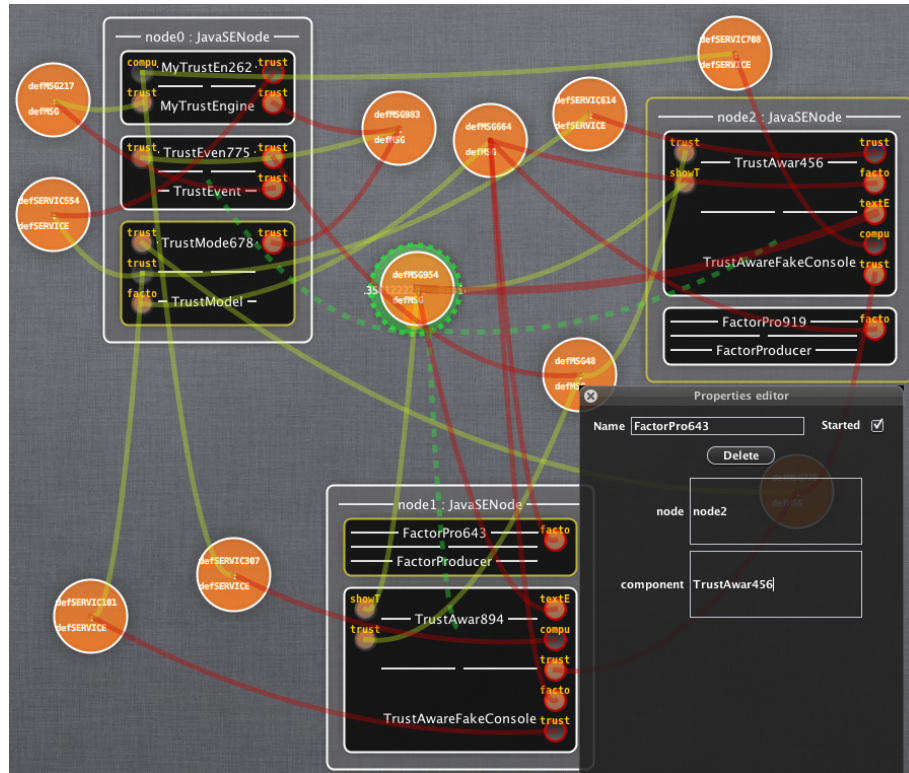 node0 : JavaSENode
compu
trust
MyTrustEn262
trust
trust
MyTrustEngine
trust
trust
TrustEven775
trust
TrustEvent
trust
TrustMode678
trust
trust
facto
TrustModel
defMSG217
defMSG
defSERVIC554
defSERVICE
defMSG983
defMSG
defMSG664
defMSG
defSERVIC614
defSERVICE
defSERVIC708
defSERVICE
node2 : JavaSENode
trust
trust
TrustAwar456
showT
facto
textE
compu
TrustAwareFakeConsole
trust
FactorPro919
facto
FactorProducer
defMSG954
defMSG
defMSG48
defMSG
Properties editor
Name
FactorPro643
Started
Delete
node
node2
component
TrustAwar456
node1 : JavaSENode
FactorPro643
facto
FactorProducer
showT
textE
TrustAwar894
trust
compu
trust
facto
TrustAwareFakeConsole
trust
defSERVIC307
defSERVICE
defSERVIC101
defSERVICE